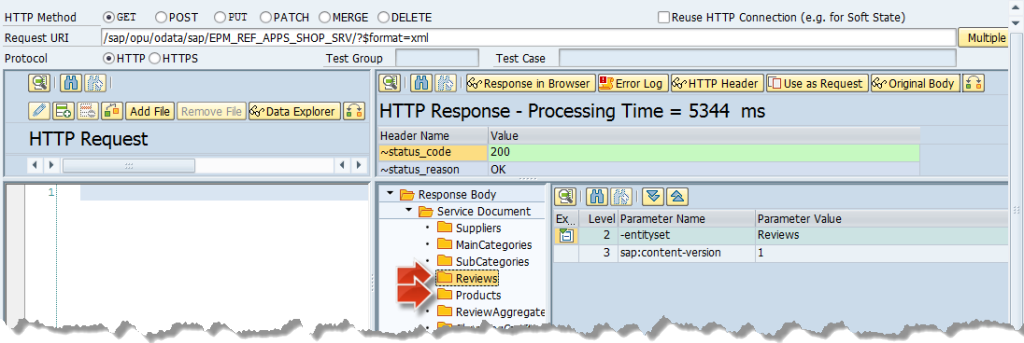 HTTP Method GET POST PUT PATCH MERGE DELETE Reuse HTTP Connection (e.g. for Soft State)
Request URI /sap/opu/odata/sap/EPM_REF_APPS_SHOP_SRV/?$format=xml Multiple
Protocol HTTP HTTPS Test Group Test Case
Add File Remove File Data Explorer
HTTP Request
1
Response in Browser Error Log HTTP Header Use as Request Original Body
HTTP Response - Processing Time = 5344 ms
Header Name Value
~status_code 200
~status_reason OK
Response Body
Service Document
Suppliers
MainCategories
SubCategories
Reviews
Products
ReviewAggregate
Ex... Level Parameter Name Parameter Value
2 -entityset Reviews
3 sap:content-version 1